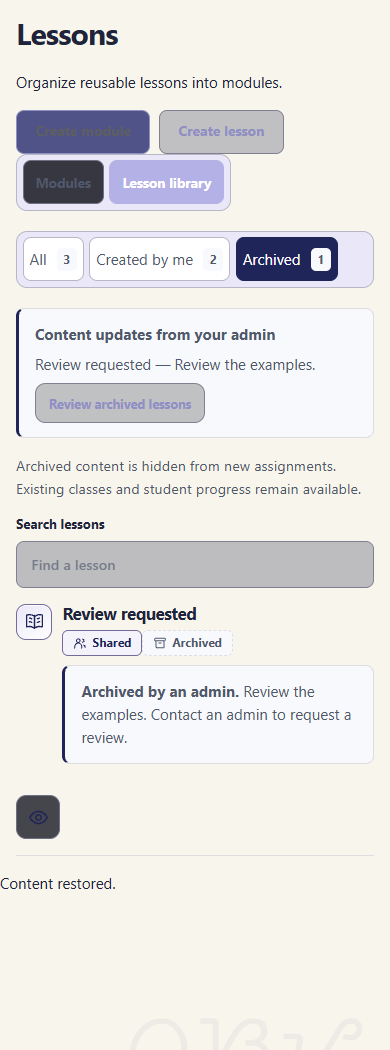 Lessons
Organize reusable lessons into modules.
Create module
Create lesson
Modules
Lesson library
All 3
Created by me 2
Archived 1
Content updates from your admin
Review requested — Review the examples.
Review archived lessons
Archived content is hidden from new assignments.
Existing classes and student progress remain available.
Search lessons
Find a lesson
Review requested
Shared
Archived
Archived by an admin. Review the
examples. Contact an admin to request a
review.
Content restored.